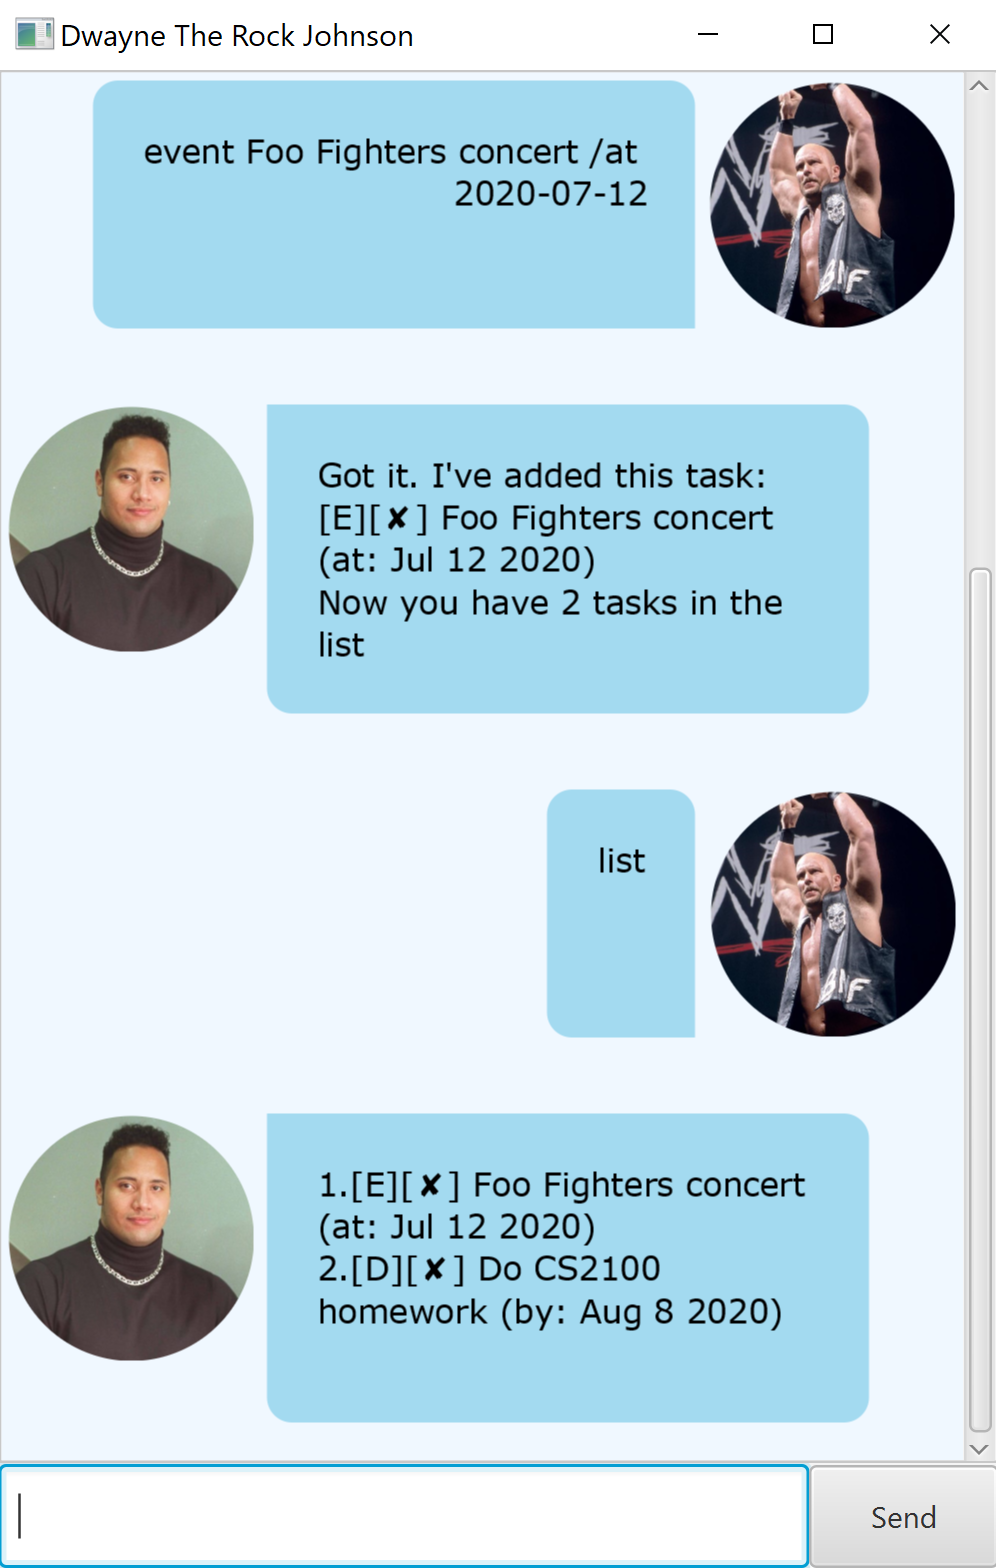 Dwayne The Rock Johnson
event Foo Fighters concert /at
2020-07-12
Got it. I've added this task:
[E][✘] Foo Fighters concert
(at: Jul 12 2020)
Now you have 2 tasks in the
list
list
1.[E][✘] Foo Fighters concert
(at: Jul 12 2020)
2.[D][✘] Do CS2100
homework (by: Aug 8 2020)
Send